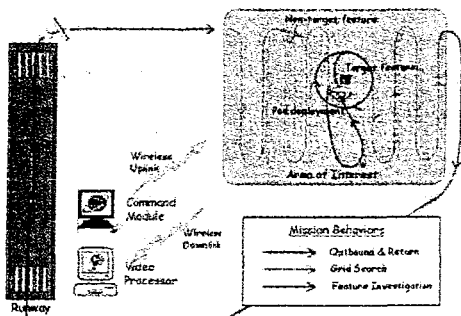 Non-target feature
Target feature
Pod deployment
Area of Interest
Wireless
Uplink
Command
Module
Wireless
Downlink
Video
Processor
Runway
Mission Behaviors
Outbound & Return
Grid Search
Feature Investigation